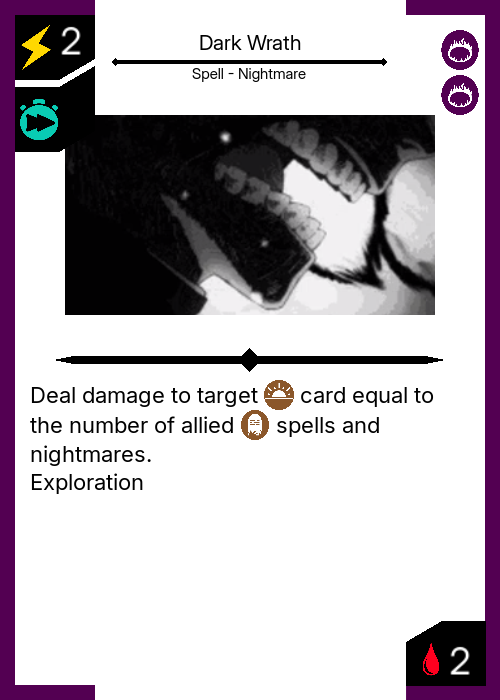 2
Dark Wrath
Spell - Nightmare
Deal damage to target card equal to
the number of allied spells and
nightmares.
Exploration
2